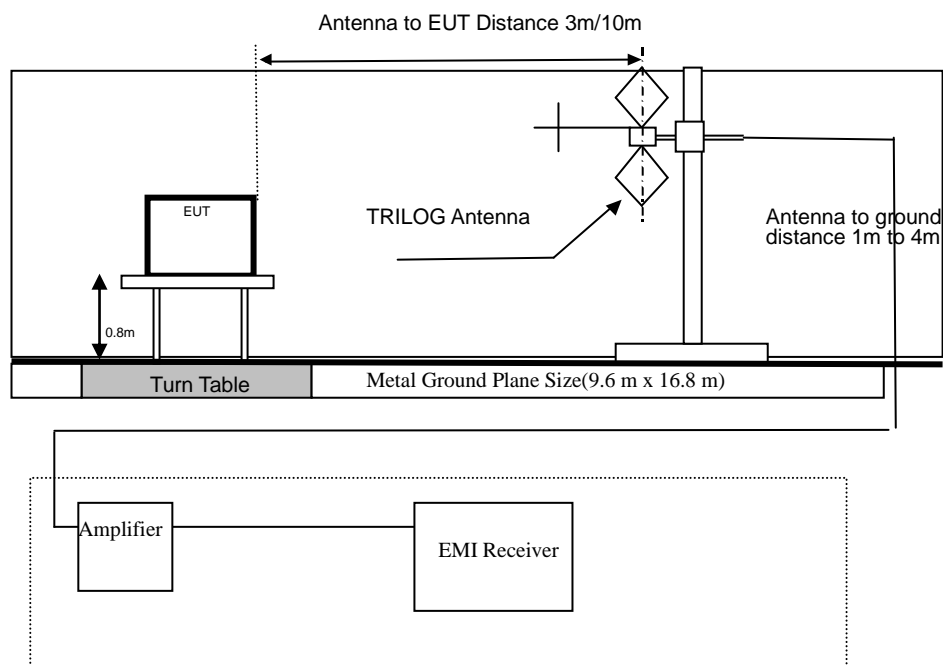 Antenna to EUT Distance 3m/10m
EUT
TRILOG Antenna
Antenna to ground
distance 1m to 4m
0.8m
Turn Table
Metal Ground Plane Size(9.6 m x 16.8 m)
Amplifier
EMI Receiver